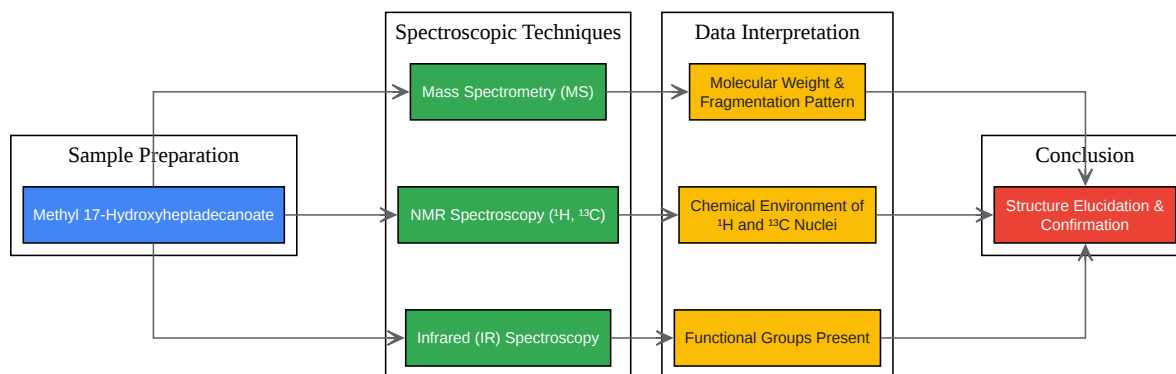 Spectroscopic Techniques
Data Interpretation
Mass Spectrometry (MS)
Molecular Weight &
Fragmentation Pattern
Sample Preparation
Conclusion
Methyl 17-Hydroxyheptadecanoate
NMR Spectroscopy (¹H, ¹³C)
Chemical Environment of
¹H and ¹³C Nuclei
Structure Elucidation &
Confirmation
Infrared (IR) Spectroscopy
Functional Groups Present